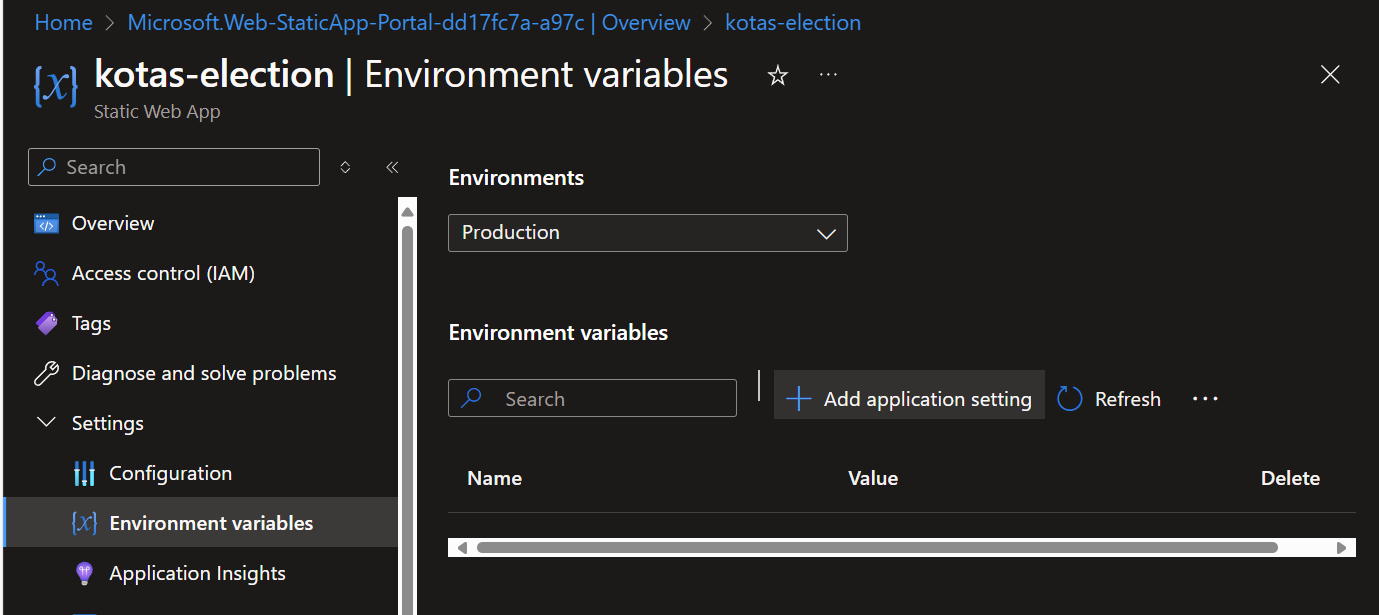 Home > Microsoft.Web-StaticApp-Portal-dd17fc7a-a97c | Overview > kotas-election
kotas-election | Environment variables
Static Web App
Search
Overview
Access control (IAM)
Tags
Diagnose and solve problems
Settings
Configuration
Environment variables
Application Insights
Environments
Production
Environment variables
Search
Add application setting
Refresh
Name Value Delete